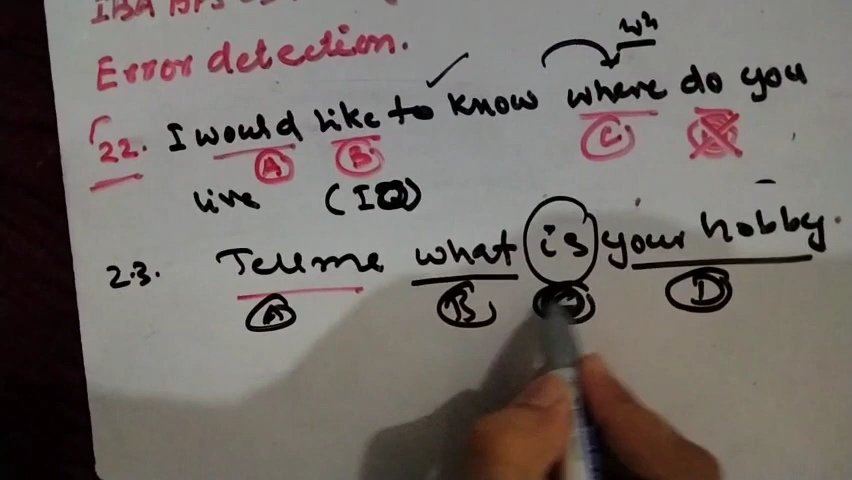 Error detection.
wh
22. I would like to know where do you
A B C
live (IQ)
23. Tell me what is your hobby.
A B C D